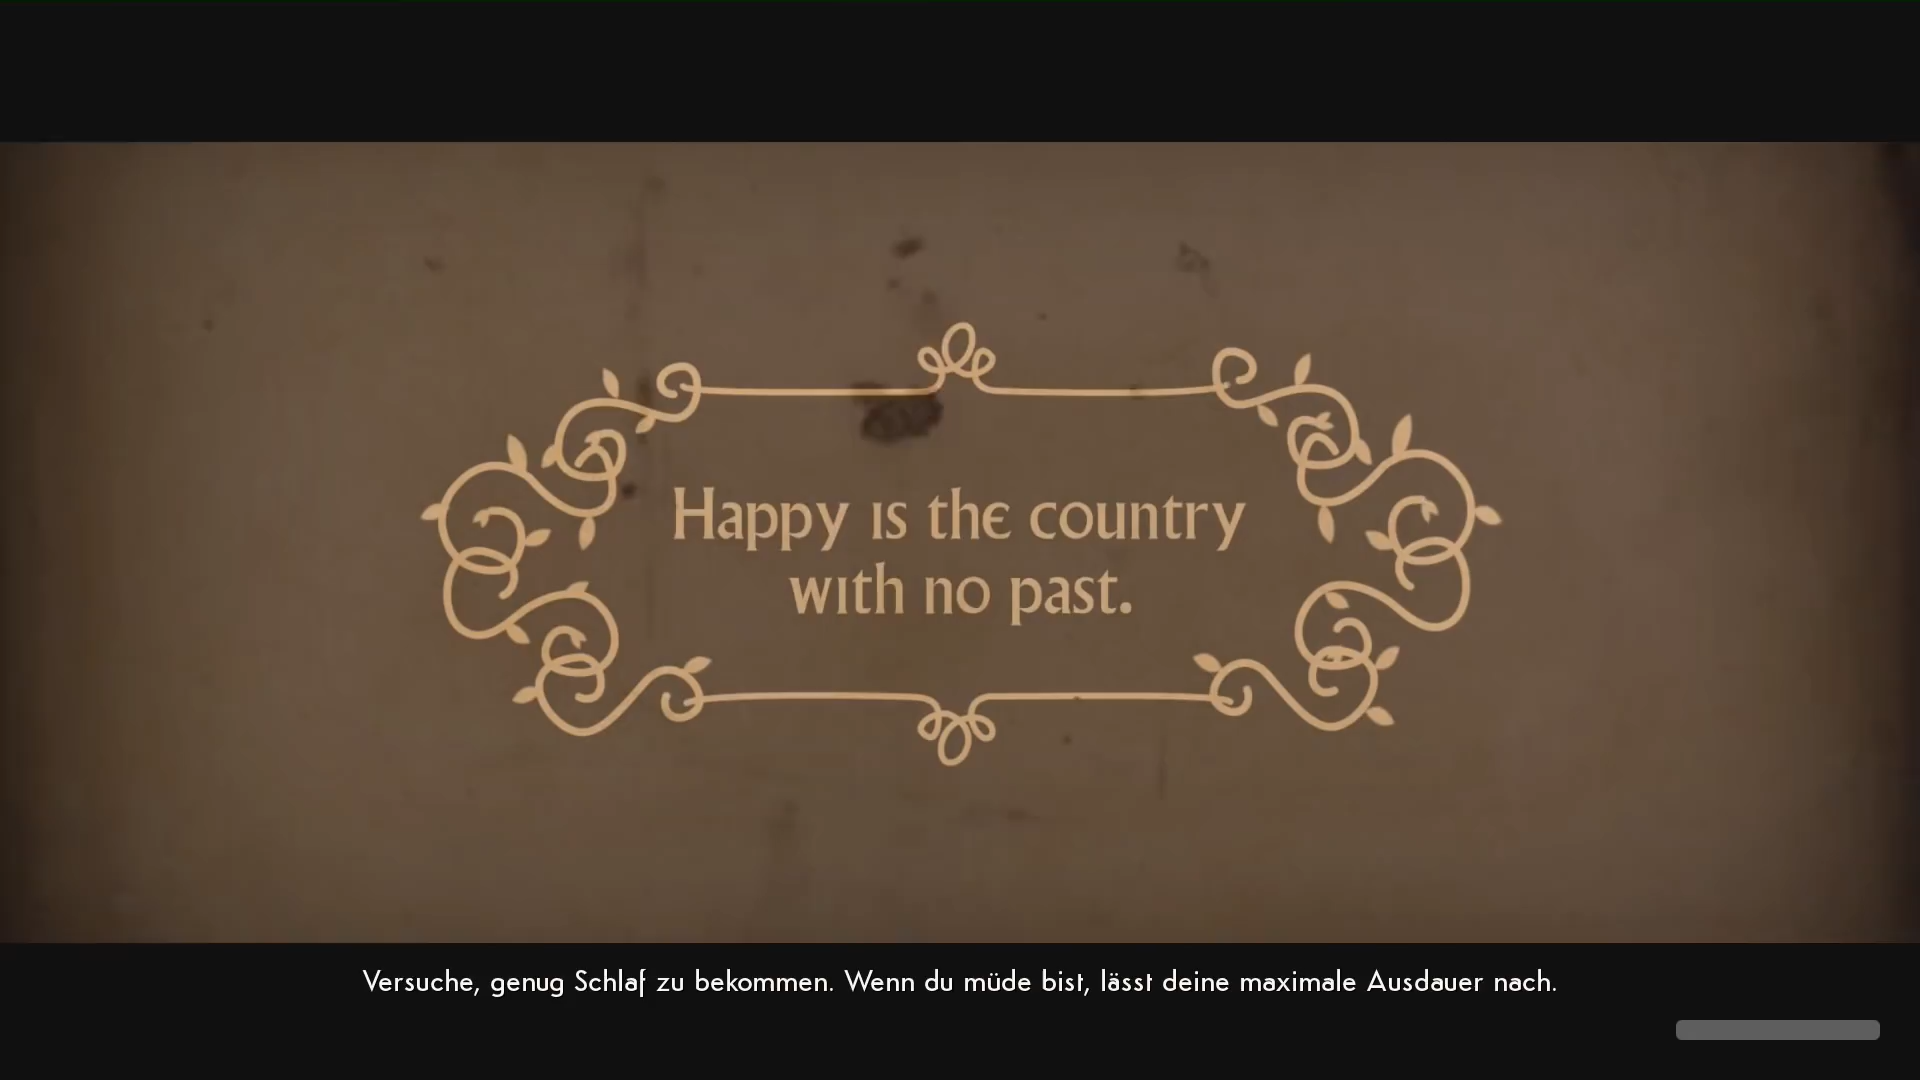 Happy is the country
with no past.
Versuche, genug Schlaf zu bekommen. Wenn du müde bist, lässt deine maximale Ausdauer nach.